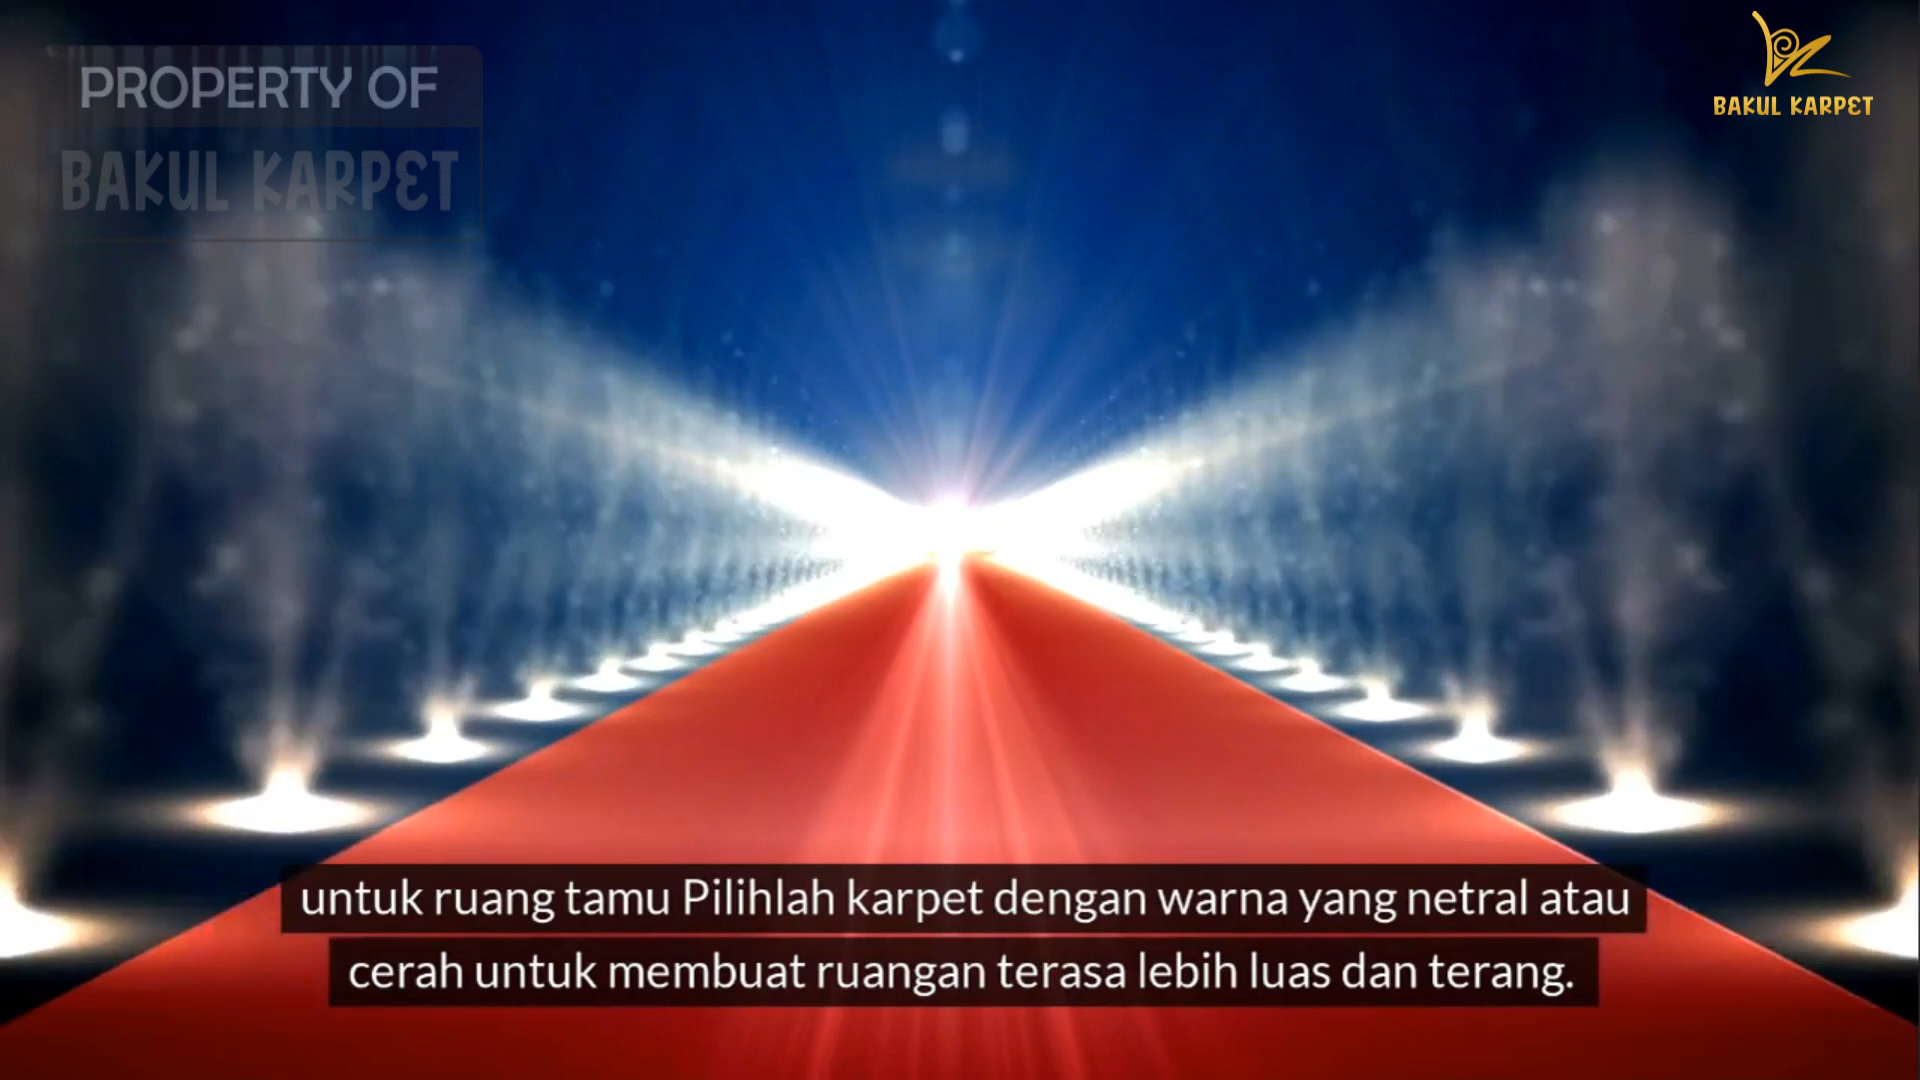 PROPERTY OF
BAKUL KARPET
BAKUL KARPET
untuk ruang tamu Pilihlah karpet dengan warna yang netral atau
cerah untuk membuat ruangan terasa lebih luas dan terang.